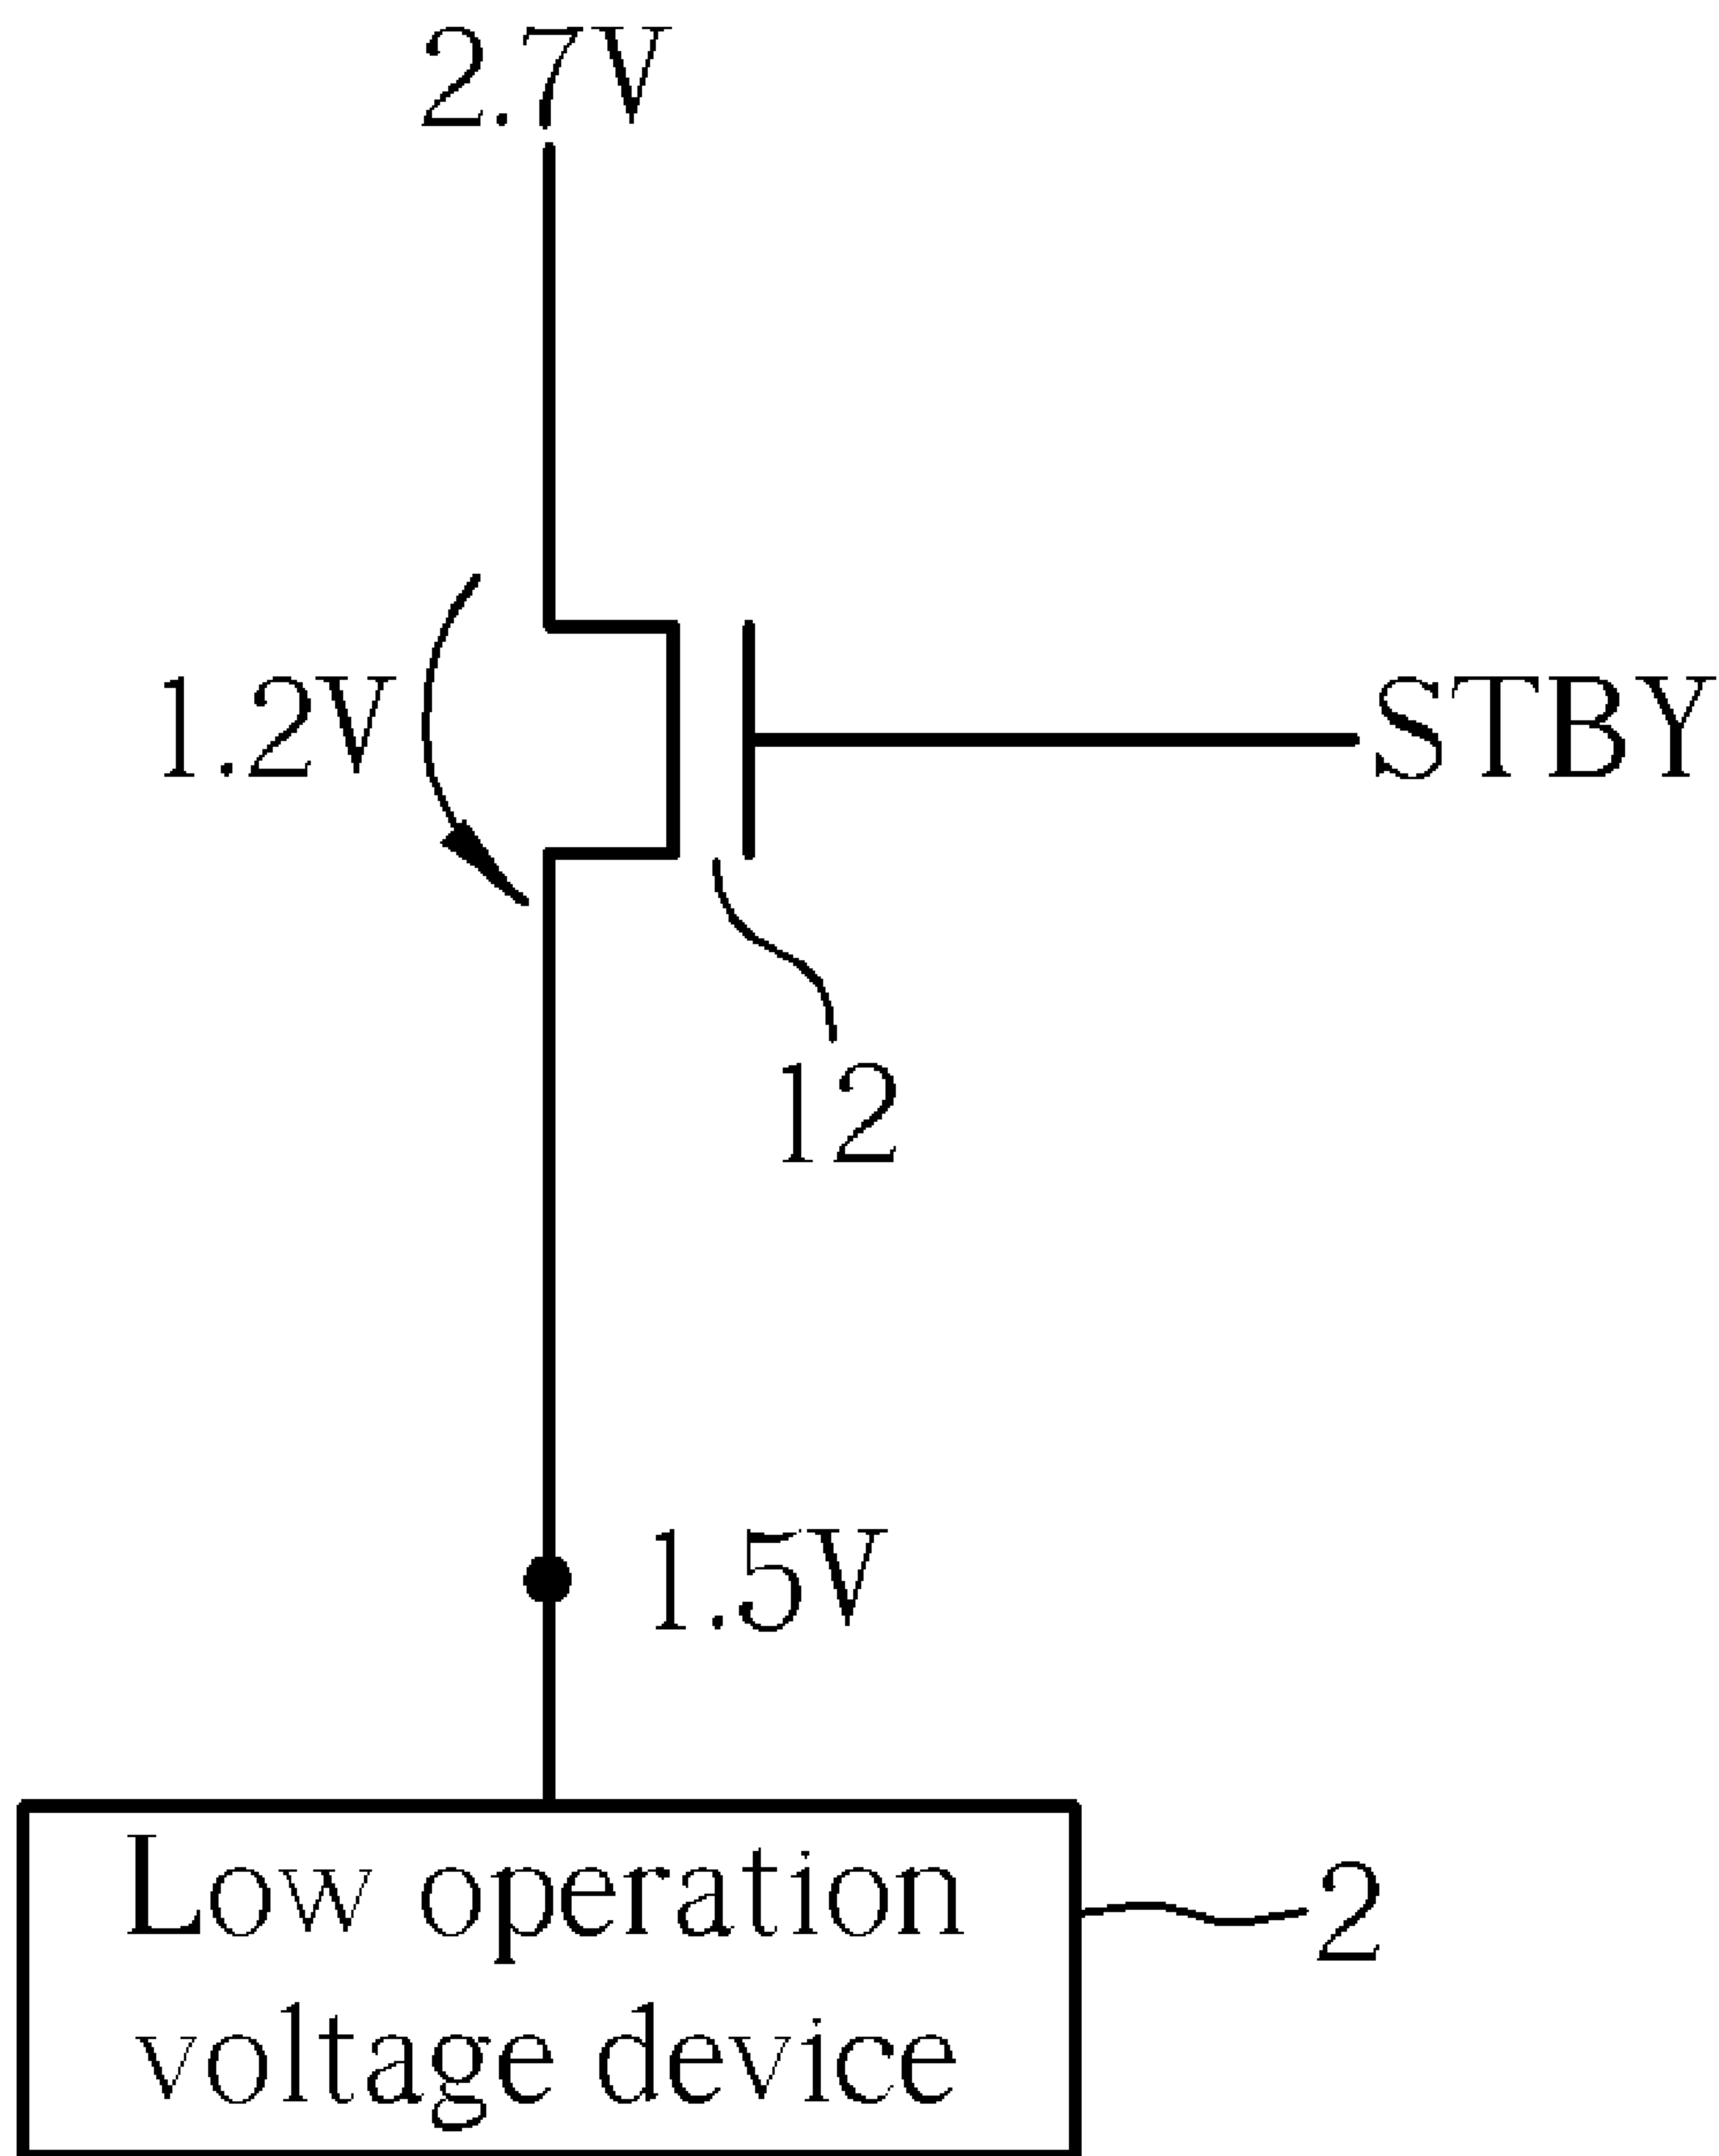 2.7V
1.2V
STBY
12
1.5V
Low operation
voltage device
2